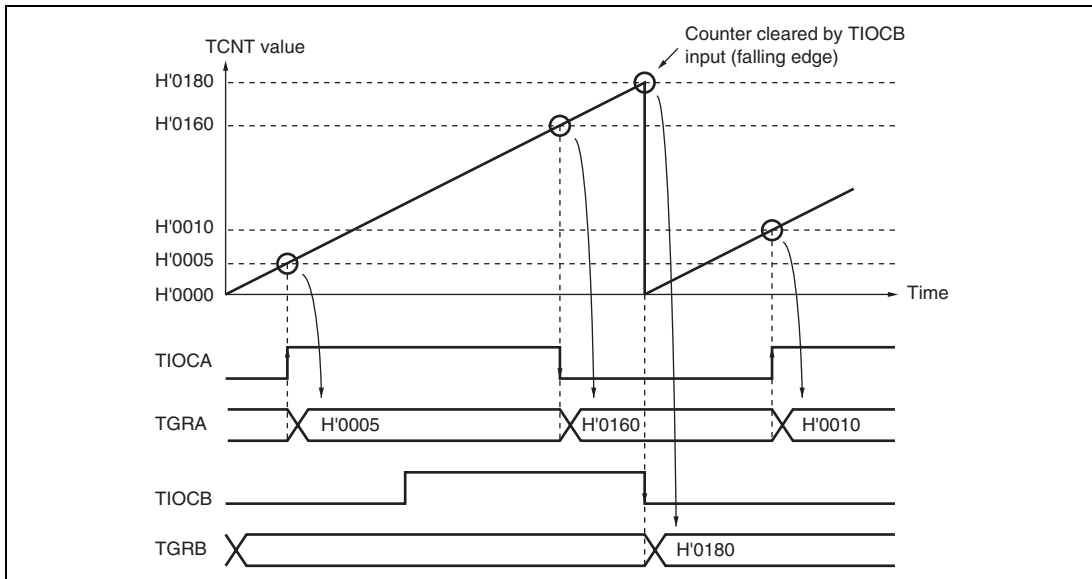 Counter cleared by TIOCB
input (falling edge)
TCNT value
H'0180
H'0160
H'0010
H'0005
H'0000
Time
TIOCA
TGRA
H'0005
H'0160
H'0010
TIOCB
TGRB
H'0180